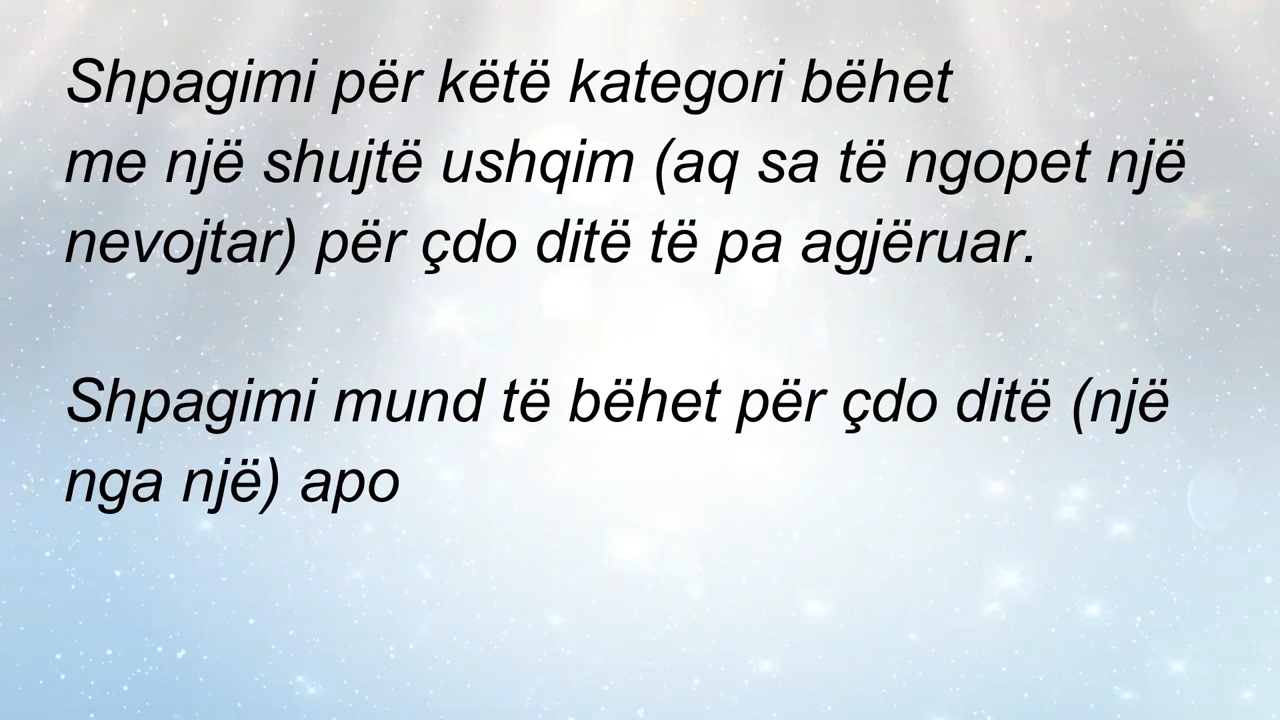 Shpagimi për këtë kategori bëhet
me një shujtë ushqim (aq sa të ngopet një
nevojtar) për çdo ditë të pa agjëruar.
Shpagimi mund të bëhet për çdo ditë (një
nga një) apo